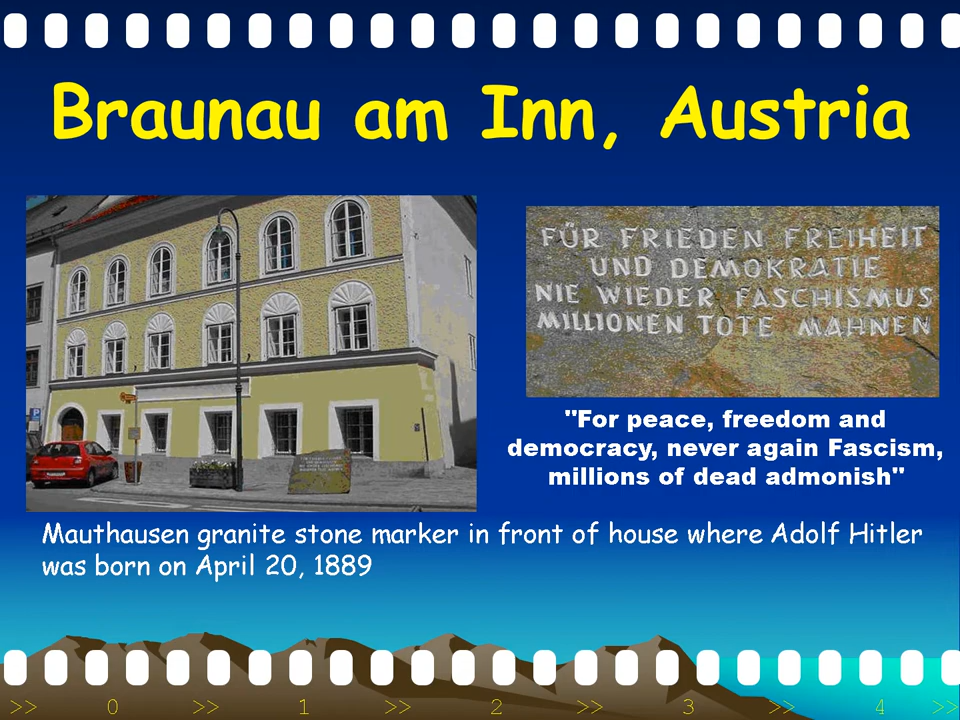 Braunau am Inn, Austria
FÜR FRIEDEN FREIHEIT
UND DEMOKRATIE
NIE WIEDER FASCHISMUS
MILLIONEN TOTE MAHNEN
"For peace, freedom and
democracy, never again Fascism,
millions of dead admonish"
Mauthausen granite stone marker in front of house where Adolf Hitler
was born on April 20, 1889
>> 0 >> 1 >> 2 >> 3 >> 4 >>